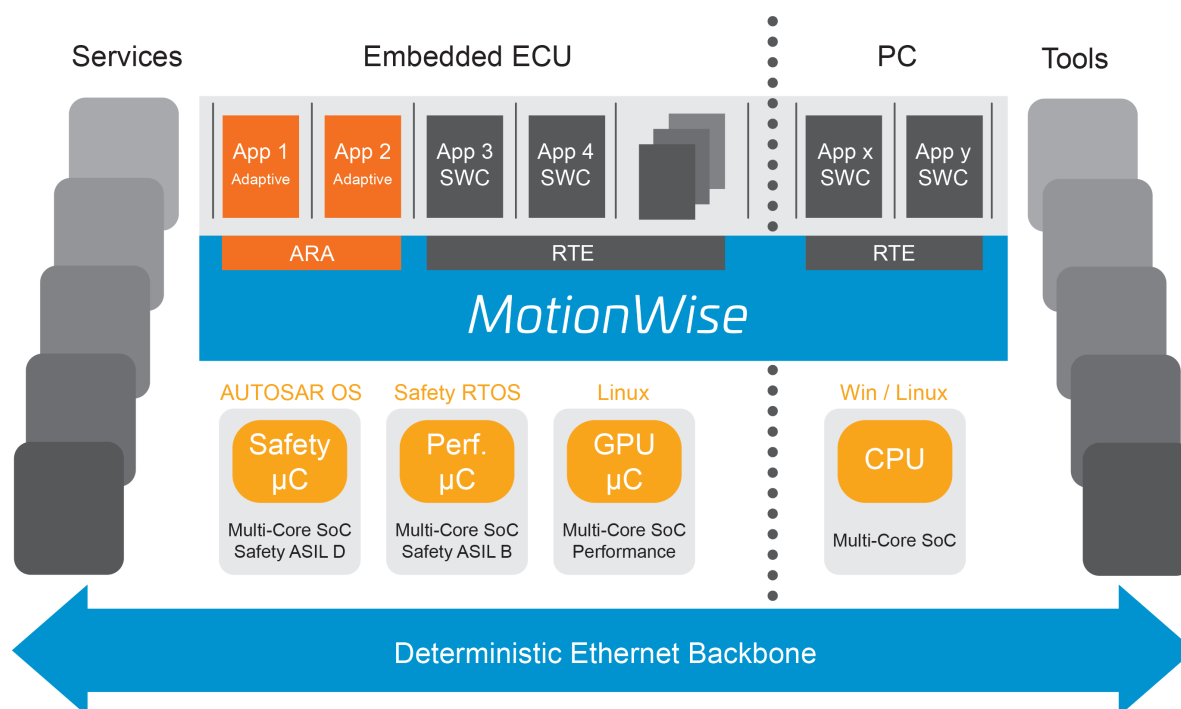 Services
Embedded ECU
PC
Tools
App 1
Adaptive
App 2
Adaptive
App 3
SWC
App 4
SWC
App x
SWC
App y
SWC
ARA
RTE
RTE
MotionWise
AUTOSAR OS
Safety
µC
Multi-Core SoC
Safety ASIL D
Safety RTOS
Perf.
µC
Multi-Core SoC
Safety ASIL B
Linux
GPU
µC
Multi-Core SoC
Performance
Win / Linux
CPU
Multi-Core SoC
Deterministic Ethernet Backbone